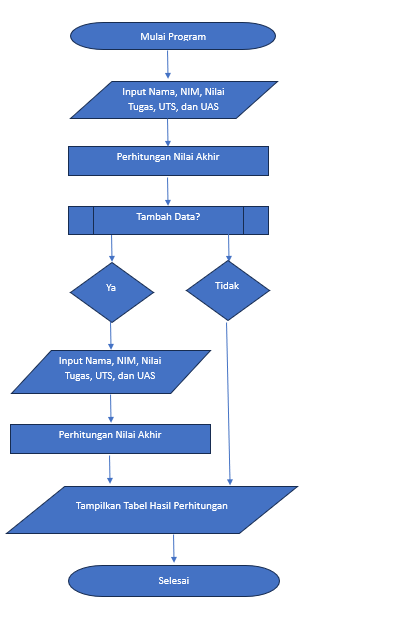 Mulai Program
Input Nama, NIM, Nilai
Tugas, UTS, dan UAS
Perhitungan Nilai Akhir
Tambah Data?
Ya
Tidak
Input Nama, NIM, Nilai
Tugas, UTS, dan UAS
Perhitungan Nilai Akhir
Tampilkan Tabel Hasil Perhitungan
Selesai